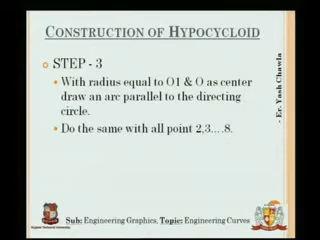 CONSTRUCTION OF HYPOCYCLOID
STEP - 3
With radius equal to O1 & O as center
draw an arc parallel to the directing
circle.
Do the same with all point 2,3....8.
- Er. Yash Chawla
Sub: Engineering Graphics, Topic: Engineering Curves
Gujarat Technological University